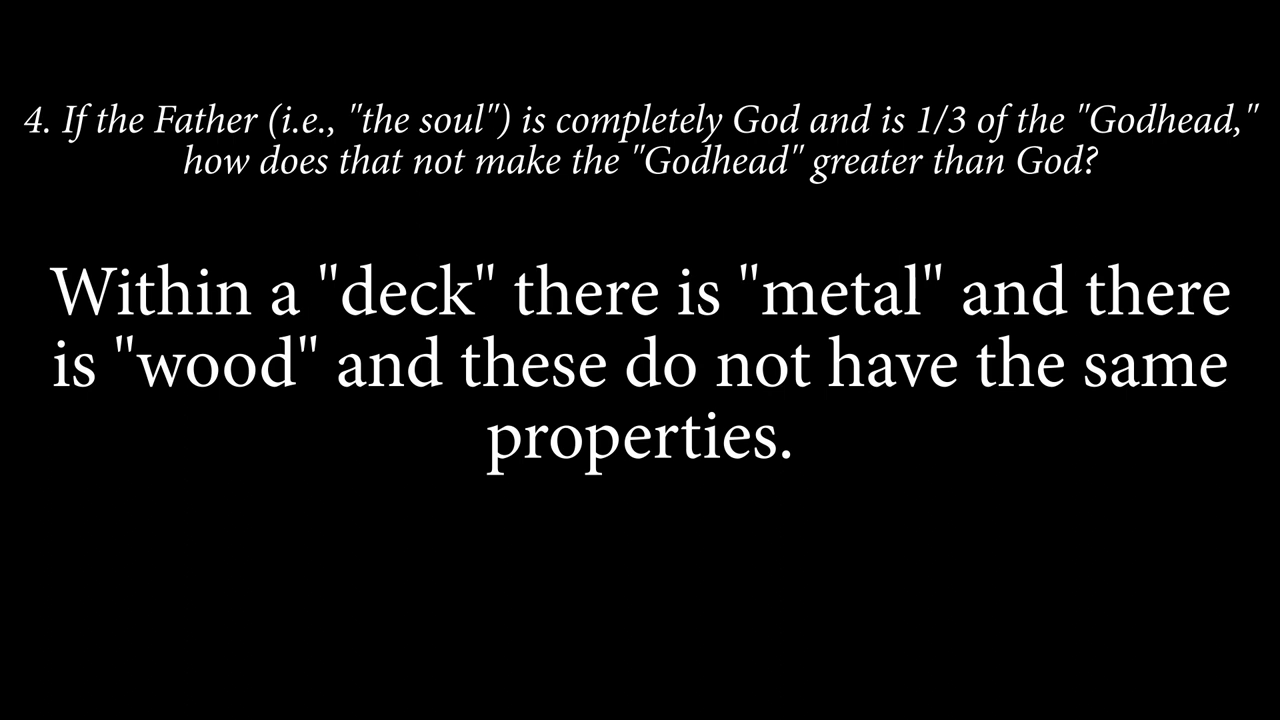 4. If the Father (i.e., "the soul") is completely God and is 1/3 of the "Godhead,"
how does that not make the "Godhead" greater than God?
Within a "deck" there is "metal" and there
is "wood" and these do not have the same
properties.